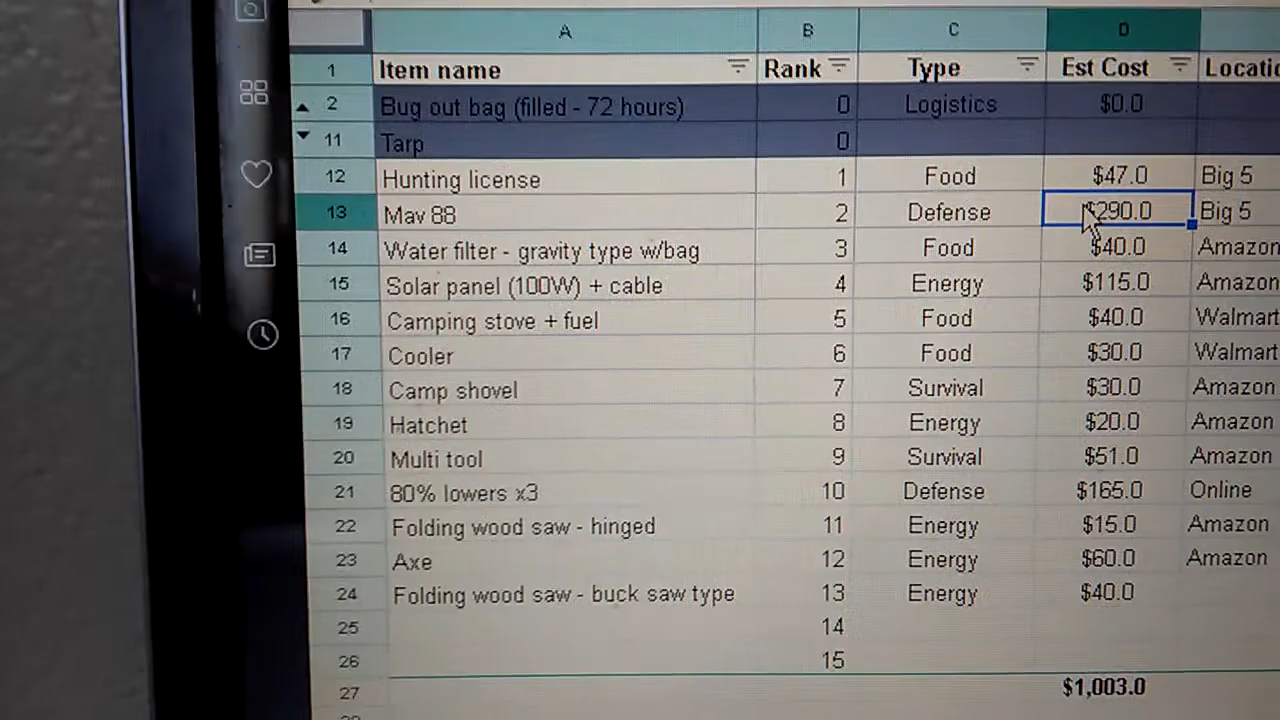 A B C D
1 Item name Rank Type Est Cost Locatio
2 Bug out bag (filled - 72 hours) 0 Logistics $0.0
11 Tarp 0
12 Hunting license 1 Food $47.0 Big 5
13 Mav 88 2 Defense $290.0 Big 5
14 Water filter - gravity type w/bag 3 Food $40.0 Amazon
15 Solar panel (100W) + cable 4 Energy $115.0 Amazon
16 Camping stove + fuel 5 Food $40.0 Walmart
17 Cooler 6 Food $30.0 Walmart
18 Camp shovel 7 Survival $30.0 Amazon
19 Hatchet 8 Energy $20.0 Amazon
20 Multi tool 9 Survival $51.0 Amazon
21 80% lowers x3 10 Defense $165.0 Online
22 Folding wood saw - hinged 11 Energy $15.0 Amazon
23 Axe 12 Energy $60.0 Amazon
24 Folding wood saw - buck saw type 13 Energy $40.0
25 14
26 15
27 $1,003.0